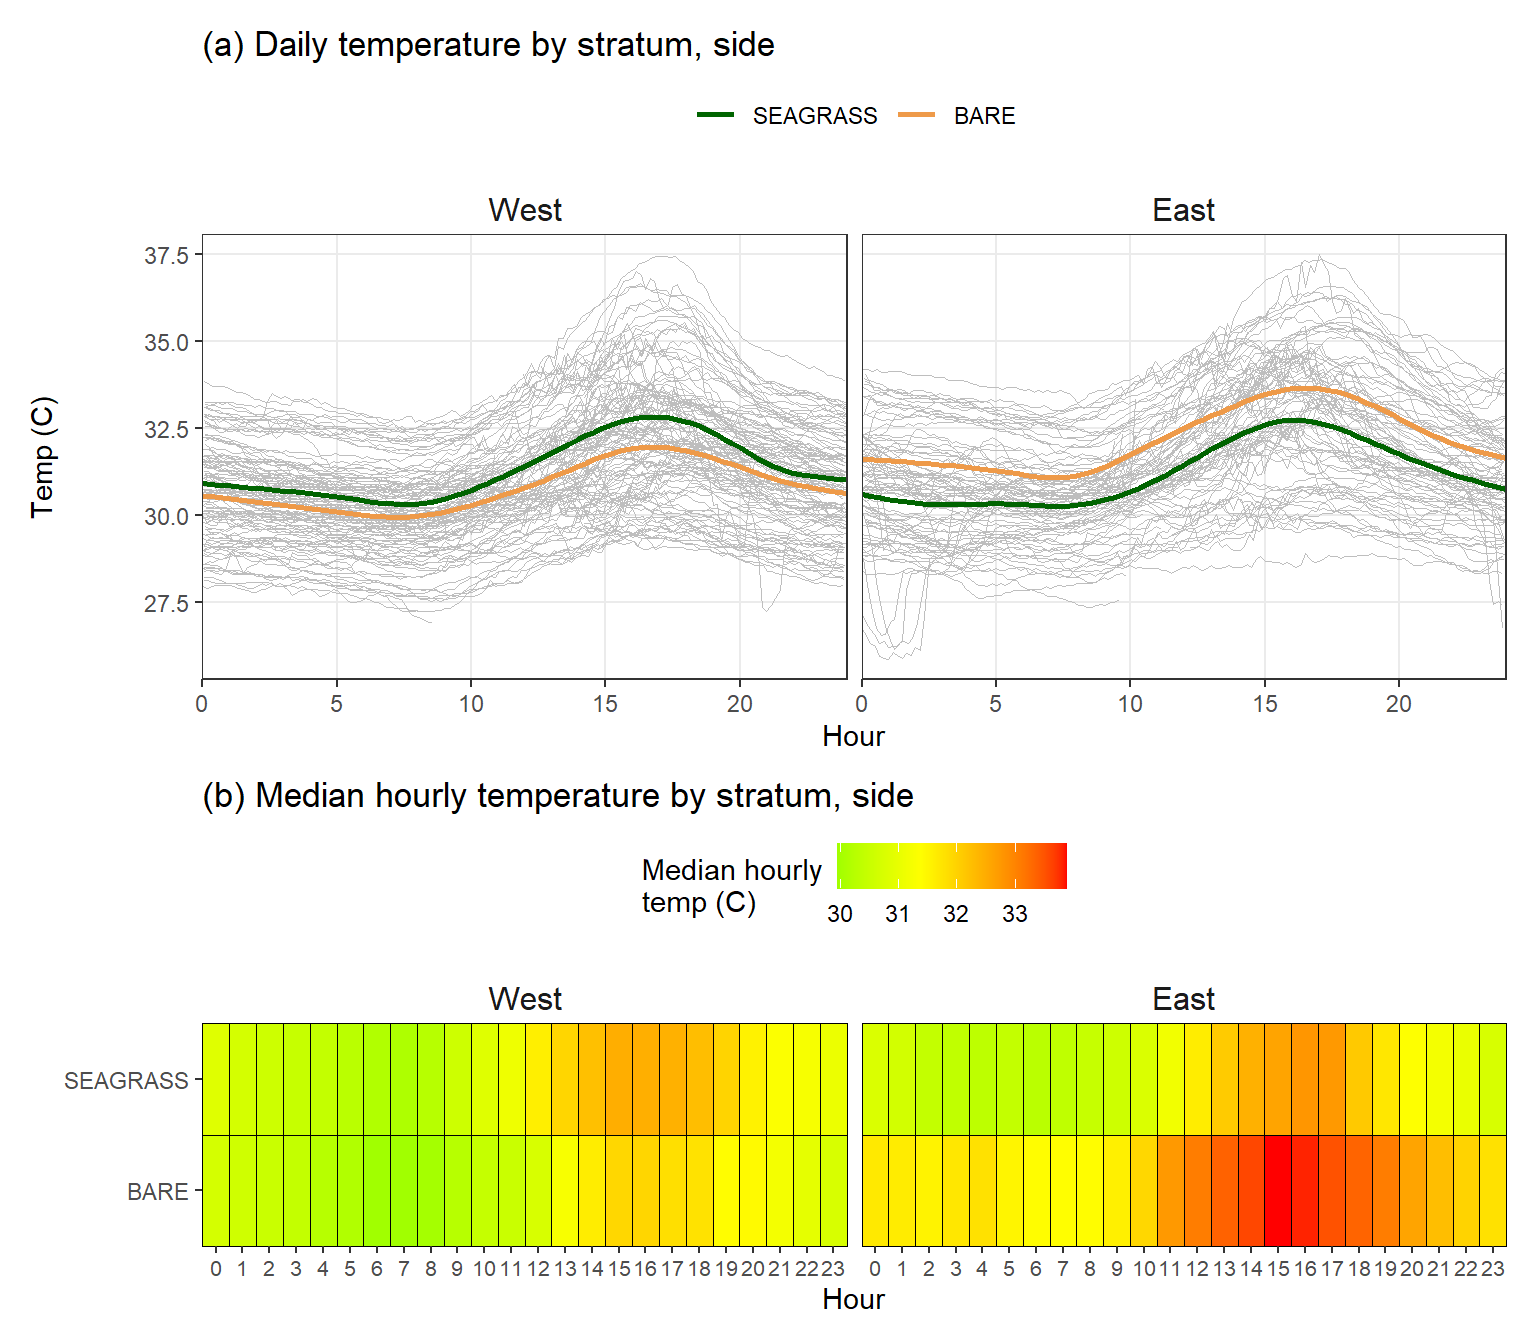 (a) Daily temperature by stratum, side
SEAGRASS BARE
West East
37.5
35.0
32.5
30.0
27.5
Temp (C)
0 5 10 15 20 0 5 10 15 20
Hour
(b) Median hourly temperature by stratum, side
Median hourly
temp (C)
30 31 32 33
West East
SEAGRASS
BARE
0 1 2 3 4 5 6 7 8 9 10 11 12 13 14 15 16 17 18 19 20 21 22 23 0 1 2 3 4 5 6 7 8 9 10 11 12 13 14 15 16 17 18 19 20 21 22 23
Hour